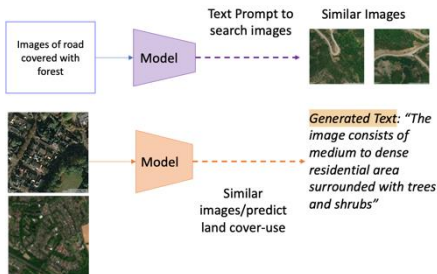 Images of road
covered with
forest
Model
Text Prompt to
search images
Similar Images
Model
Similar
images/predict
land cover-use
Generated Text: “The
image consists of
medium to dense
residential area
surrounded with trees
and shrubs”